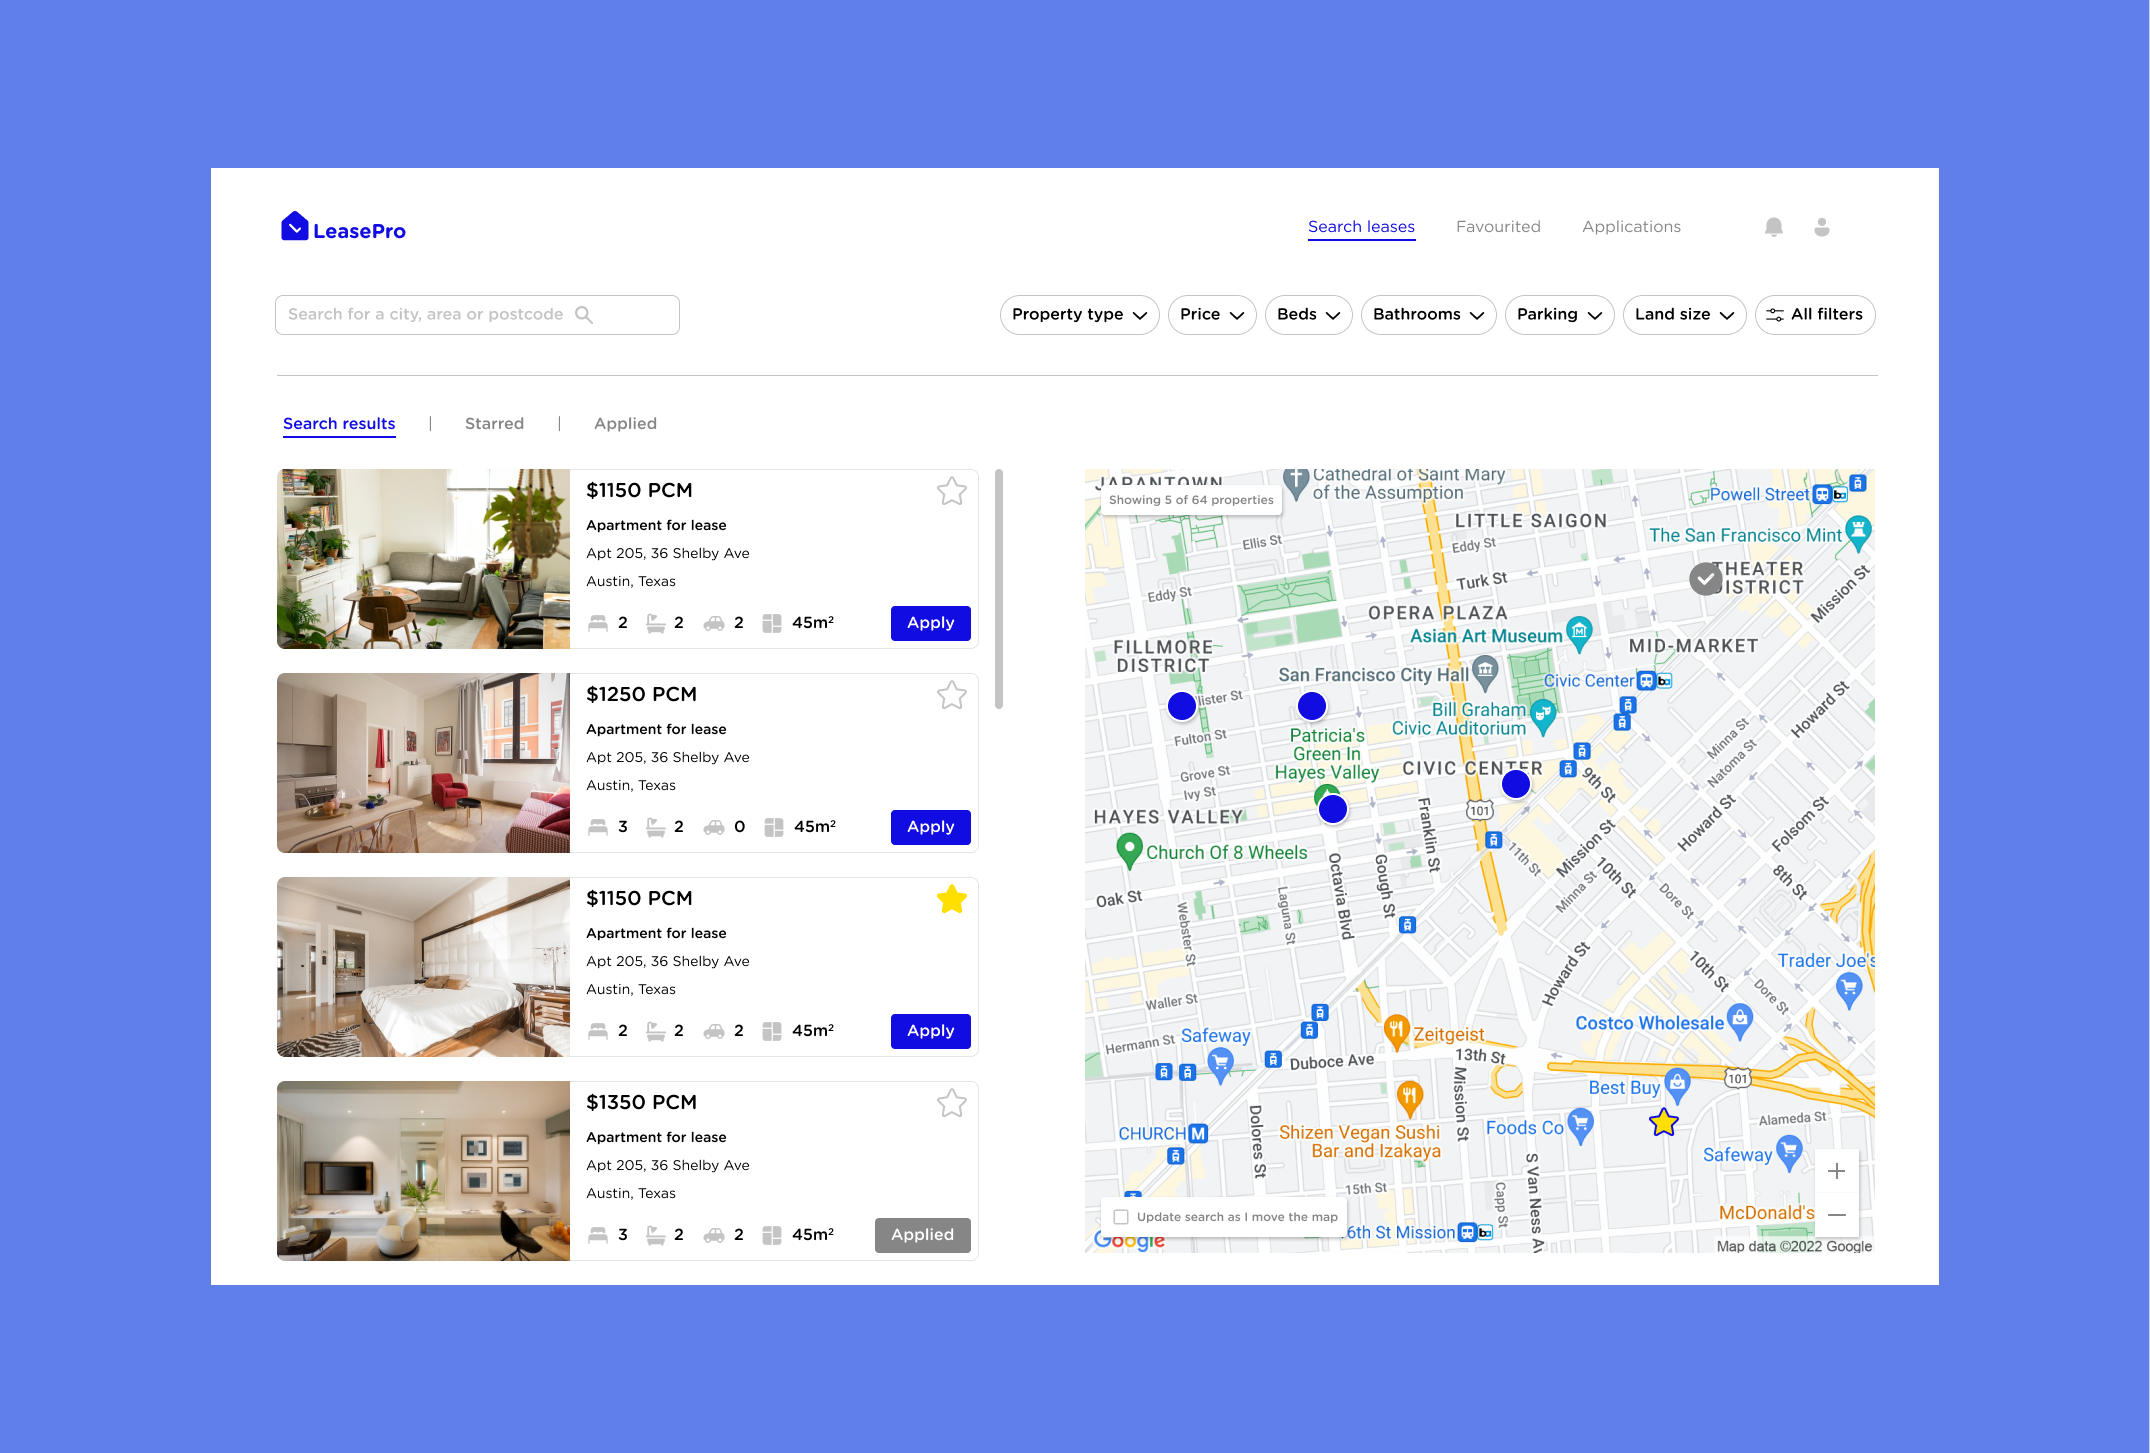 LeasePro
Search leases
Favourited
Applications
Search for a city, area or postcode
Property type
Price
Beds
Bathrooms
Parking
Land size
All filters
Search results
|
Starred
|
Applied
$1150 PCM
Apartment for lease
Apt 205, 36 Shelby Ave
Austin, Texas
2 2 2 45m²
Apply
$1250 PCM
Apartment for lease
Apt 205, 36 Shelby Ave
Austin, Texas
3 2 0 45m²
Apply
$1150 PCM
Apartment for lease
Apt 205, 36 Shelby Ave
Austin, Texas
2 2 2 45m²
Apply
$1350 PCM
Apartment for lease
Apt 205, 36 Shelby Ave
Austin, Texas
3 2 2 45m²
Applied
JAPANTOWN
Showing 5 of 64 properties
Cathedral of Saint Mary
of the Assumption
Powell Street
LITTLE SAIGON
The San Francisco Mint
Ellis St
Eddy St
THEATER
DISTRICT
Turk St
Mission St
Eddy St
OPERA PLAZA
Asian Art Museum
MID-MARKET
FILLMORE
DISTRICT
San Francisco City Hall
Civic Center
Howard St
Bill Graham
Civic Auditorium
Fulton St
Patricia's
Green In
Hayes Valley
Minna St
Natoma St
CIVIC CENTER
Grove St
Ivy St
9th St
101
HAYES VALLEY
Franklin St
Howard St
Folsom St
Mission St
11th St
Church Of 8 Wheels
Octavia Blvd
Gough St
10th St
8th St
Minna St
Dore St
Oak St
Laguna St
Webster St
Howard St
10th St
Trader Joe's
Dore St
Waller St
Costco Wholesale
Safeway
Zeitgeist
Hermann St
Duboce Ave
13th St
101
Best Buy
Mission St
Dolores St
Alameda St
CHURCH
M
Shizen Vegan Sushi
Bar and Izakaya
Foods Co
Safeway
S Van Ness
15th St
Capp St
+
McDonald's
Update search as I move the map
6th St Mission
−
Google
Map data ©2022 Google